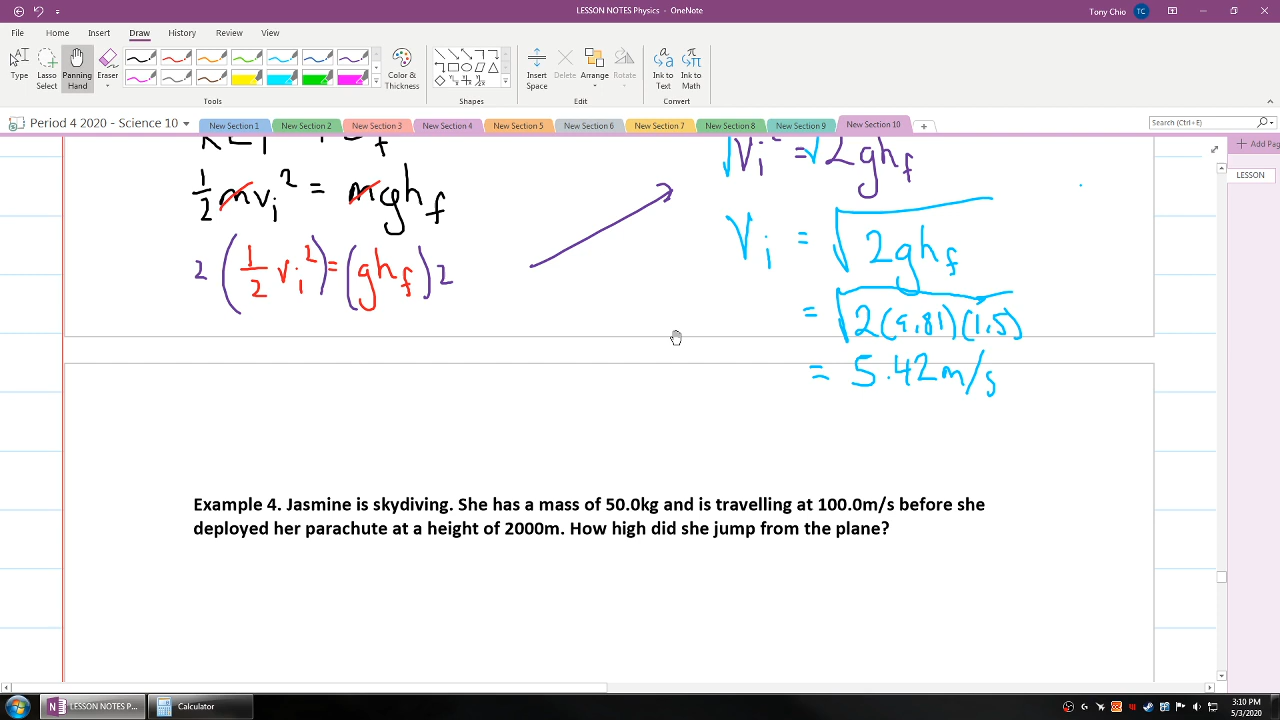 LESSON NOTES Physics - OneNote
Tony Chio TC
File Home Insert Draw History Review View
Type
Lasso Select
Panning Hand
Eraser
Color & Thickness
Insert Space
Delete
Arrange
Rotate
Ink to Text
Ink to Math
Tools Shapes Edit Convert
Period 4 2020 - Science 10
New Section 1 New Section 2 New Section 3 New Section 4 New Section 5 New Section 6 New Section 7 New Section 8 New Section 9 New Section 10
Search (Ctrl+E)
Add Pag
LESSON
1/2 mvi² = mghf
2(1/2 vi²) = (ghf)2
√vi² = √2ghf
Vi = √2ghf
= √2(9.81)(1.5)
= 5.42m/s
Example 4. Jasmine is skydiving. She has a mass of 50.0kg and is travelling at 100.0m/s before she
deployed her parachute at a height of 2000m. How high did she jump from the plane?
LESSON NOTES P...
Calculator
3:10 PM
5/3/2020